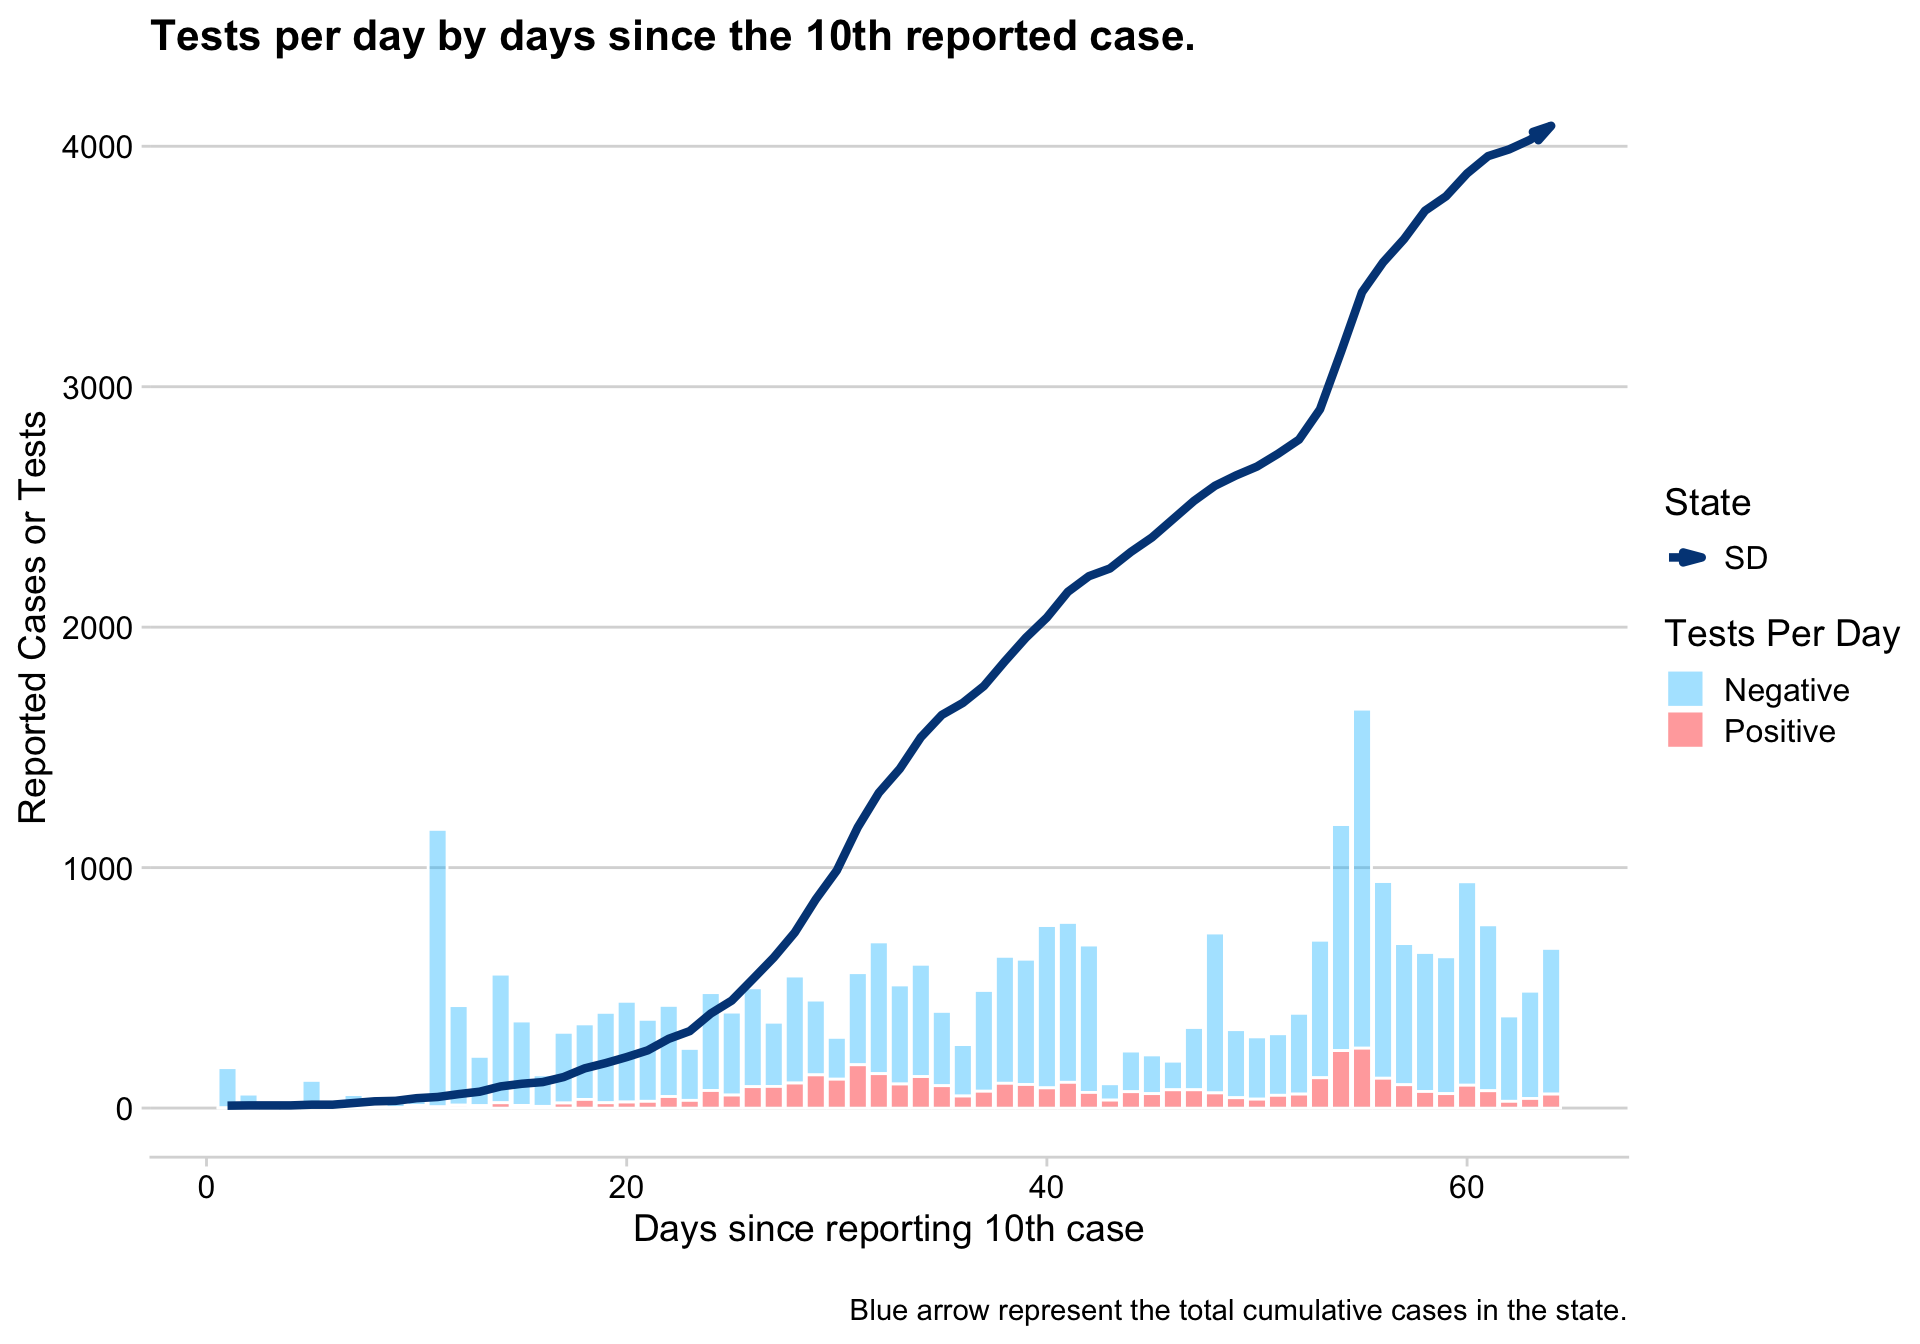 Tests per day by days since the 10th reported case.
4000
3000
2000
1000
0
Reported Cases or Tests
0 20 40 60
Days since reporting 10th case
State
SD
Tests Per Day
Negative
Positive
Blue arrow represent the total cumulative cases in the state.